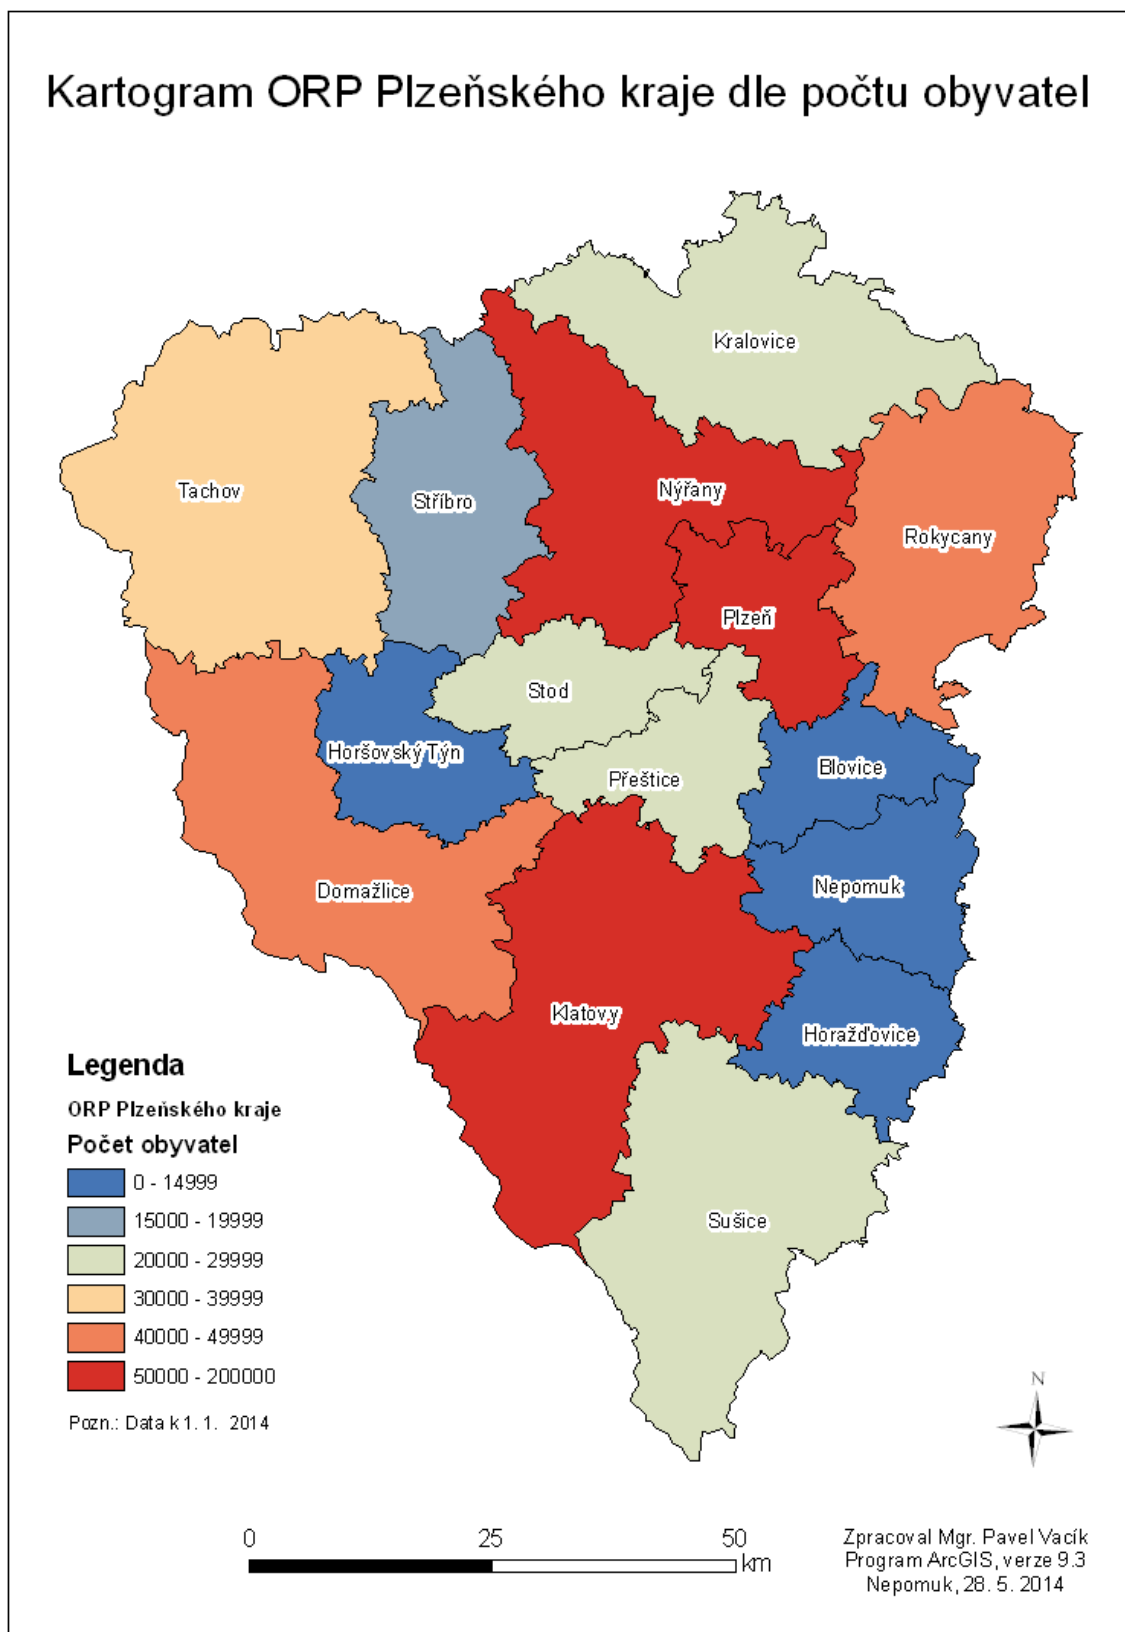 Kartogram ORP Plzeňského kraje dle počtu obyvatel
Kralovice
Tachov
Stříbro
Nýřany
Rokycany
Plzeň
Stod
Horšovský Týn
Přeštice
Blovice
Domažlice
Nepomuk
Klatovy
Horažďovice
Sušice
Legenda
ORP Plzeňského kraje
Počet obyvatel
0 - 14999
15000 - 19999
20000 - 29999
30000 - 39999
40000 - 49999
50000 - 200000
Pozn.: Data k 1. 1. 2014
N
0 25 50
km
Zpracoval Mgr. Pavel Vacík
Program ArcGIS, verze 9.3
Nepomuk, 28. 5. 2014